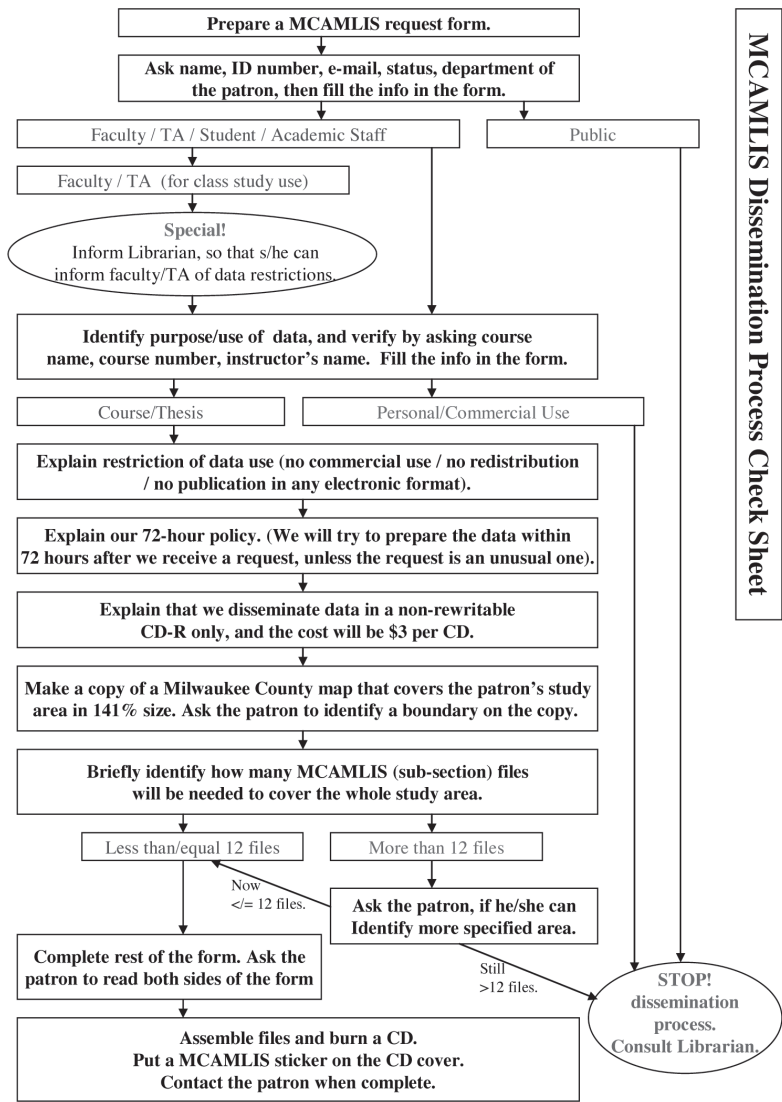 Prepare a MCAMLIS request form.
Ask name, ID number, e-mail, status, department of
the patron, then fill the info in the form.
Faculty / TA / Student / Academic Staff
Public
Faculty / TA  (for class study use)
Special!
Inform Librarian, so that s/he can
inform faculty/TA of data restrictions.
Identify purpose/use of  data, and verify by asking course
name, course number, instructor's name.  Fill the info in the form.
Course/Thesis
Personal/Commercial Use
Explain restriction of data use (no commercial use / no redistribution
/ no publication in any electronic format).
Explain our 72-hour policy. (We will try to prepare the data within
72 hours after we receive a request, unless the request is an unusual one).
Explain that we disseminate data in a non-rewritable
CD-R only, and the cost will be $3 per CD.
Make a copy of a Milwaukee County map that covers the patron's study
area in 141% size. Ask the patron to identify a boundary on the copy.
Briefly identify how many MCAMLIS (sub-section) files
will be needed to cover the whole study area.
Less than/equal 12 files
More than 12 files
Now
</= 12 files.
Ask the patron, if he/she can
Identify more specified area.
Complete rest of the form. Ask the
patron to read both sides of the form
Still
>12 files.
STOP!
dissemination
process.
Consult Librarian.
Assemble files and burn a CD.
Put a MCAMLIS sticker on the CD cover.
Contact the patron when complete.
MCAMLIS Dissemination Process Check Sheet